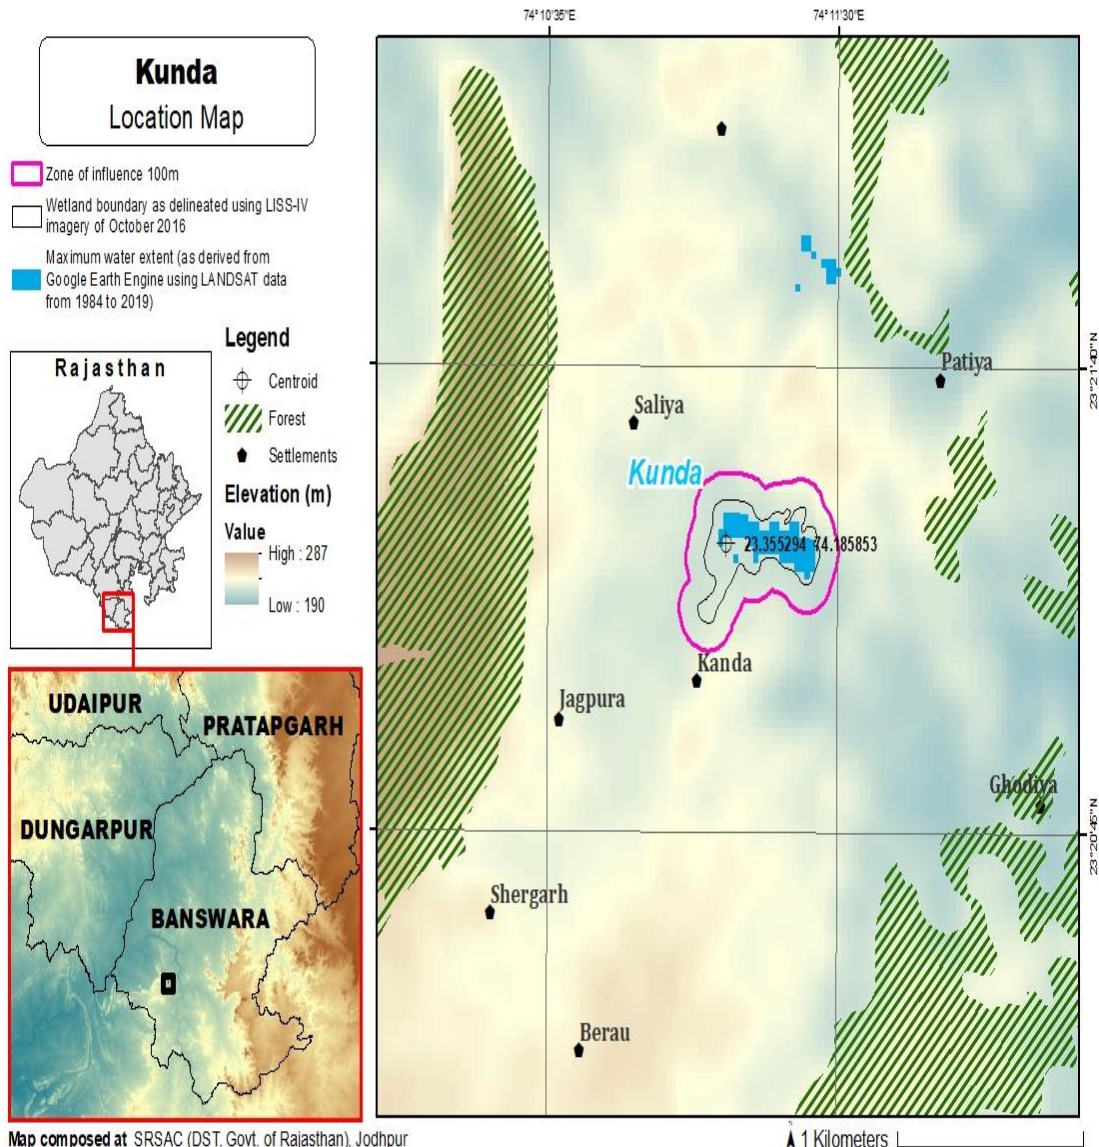 74°10'35"E
74°11'30"E
Kunda
Location Map
Zone of influence 100m
Wetland boundary as delineated using LISS-IV
imagery of October 2016
Maximum water extent (as derived from
Google Earth Engine using LANDSAT data
from 1984 to 2019)
Legend
Centroid
Forest
Settlements
Elevation (m)
Value
High : 287
Low : 190
Rajasthan
UDAIPUR
PRATAPGARH
DUNGARPUR
BANSWARA
23°21'40"N
Patiya
Saliya
Kunda
23.355294 74.185853
Kanda
Jagpura
Ghodiya
23°20'45"N
Shergarh
Berau
Map composed at SRSAC (DST, Govt. of Rajasthan), Jodhpur
1 Kilometers